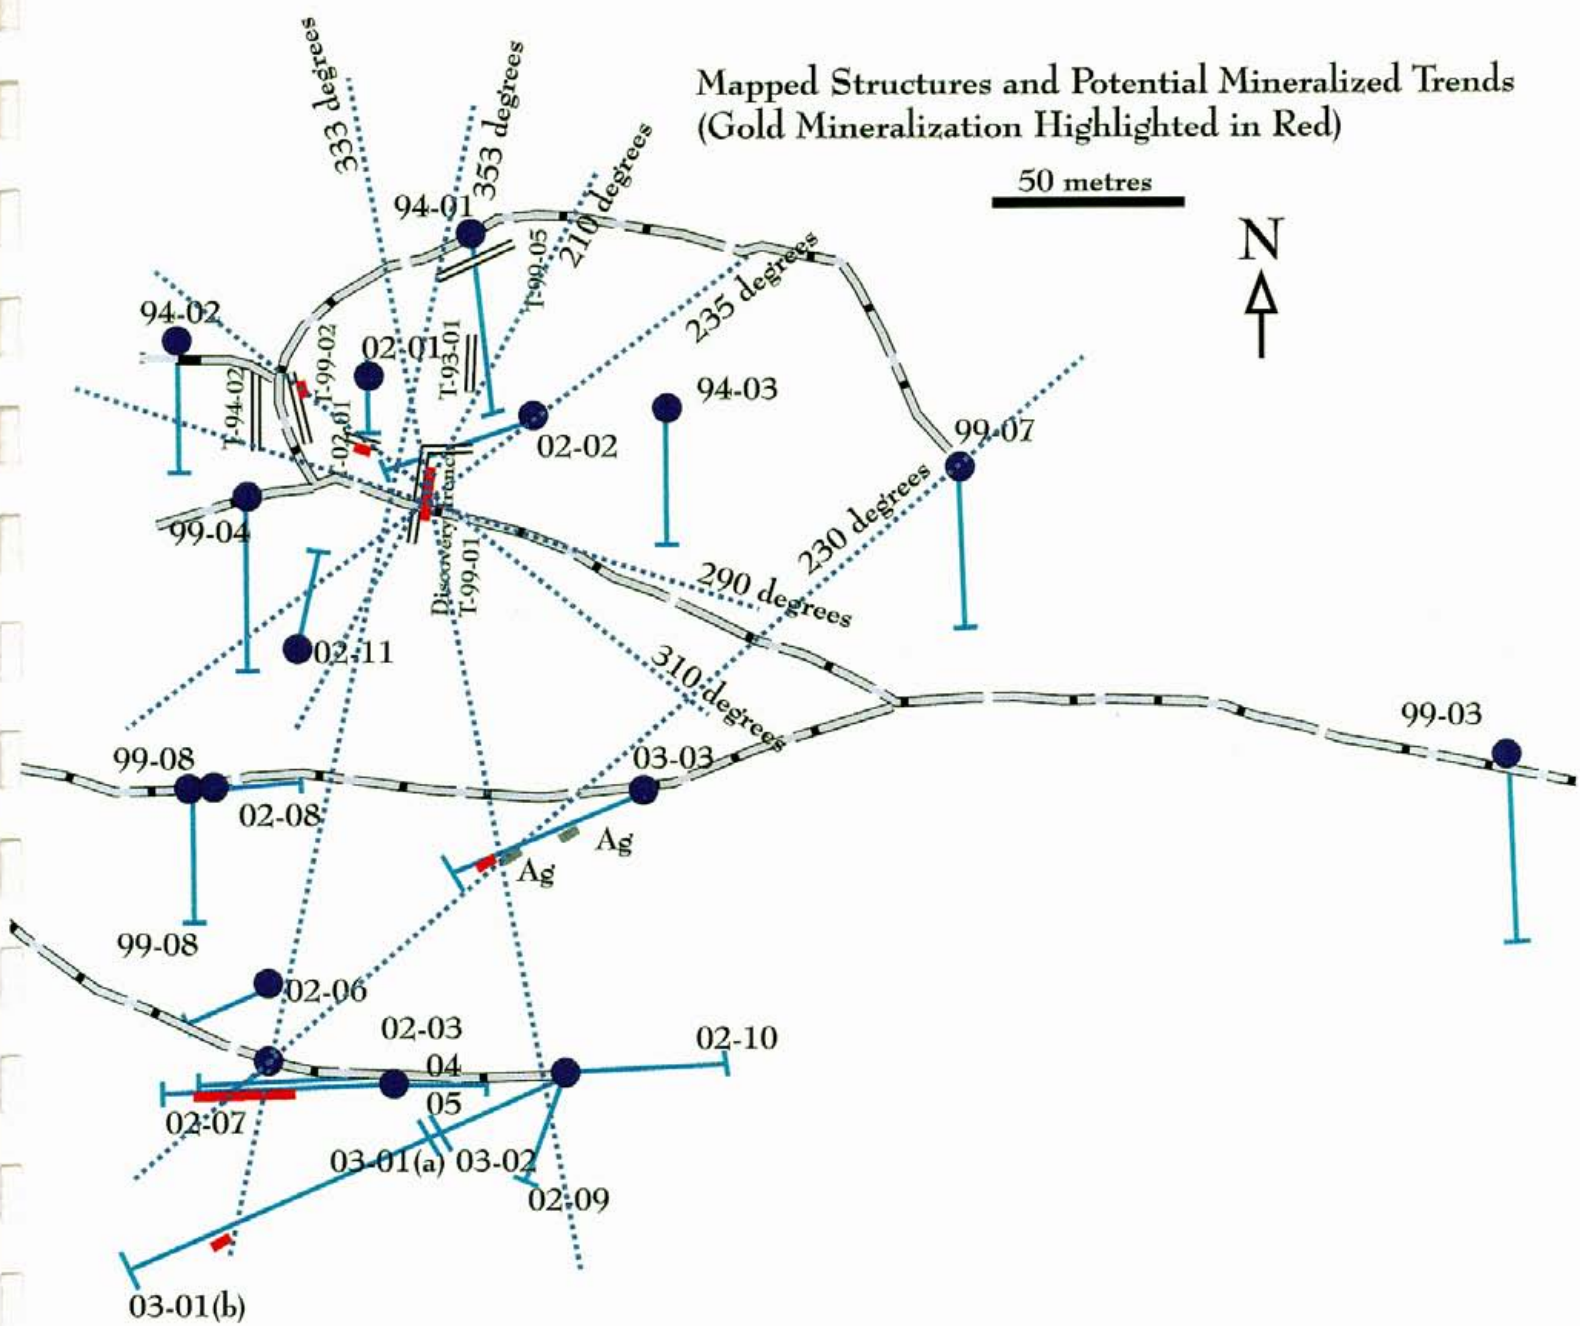 Mapped Structures and Potential Mineralized Trends
(Gold Mineralization Highlighted in Red)
50 metres
N
333 degrees
353 degrees
210 degrees
235 degrees
94-01
T-99-05
94-02
T-99-02
02-01
T-93-01
T-94-02
T-02-01
94-03
02-02
99-07
99-04
Discovery Trench
T-99-01
230 degrees
290 degrees
02-11
310 degrees
99-03
99-08
03-03
02-08
Ag
Ag
99-08
02-06
02-03
04
05
02-10
02-07
03-01(a)
03-02
02-09
03-01(b)